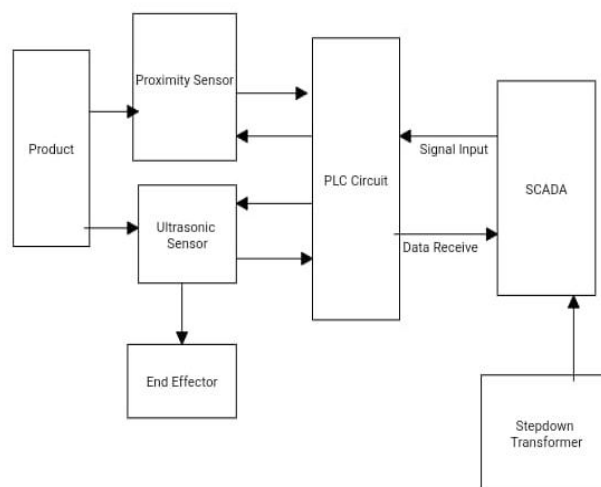 Proximity Sensor
Product
PLC Circuit
Signal Input
SCADA
Ultrasonic
Sensor
Data Receive
End Effector
Stepdown
Transformer